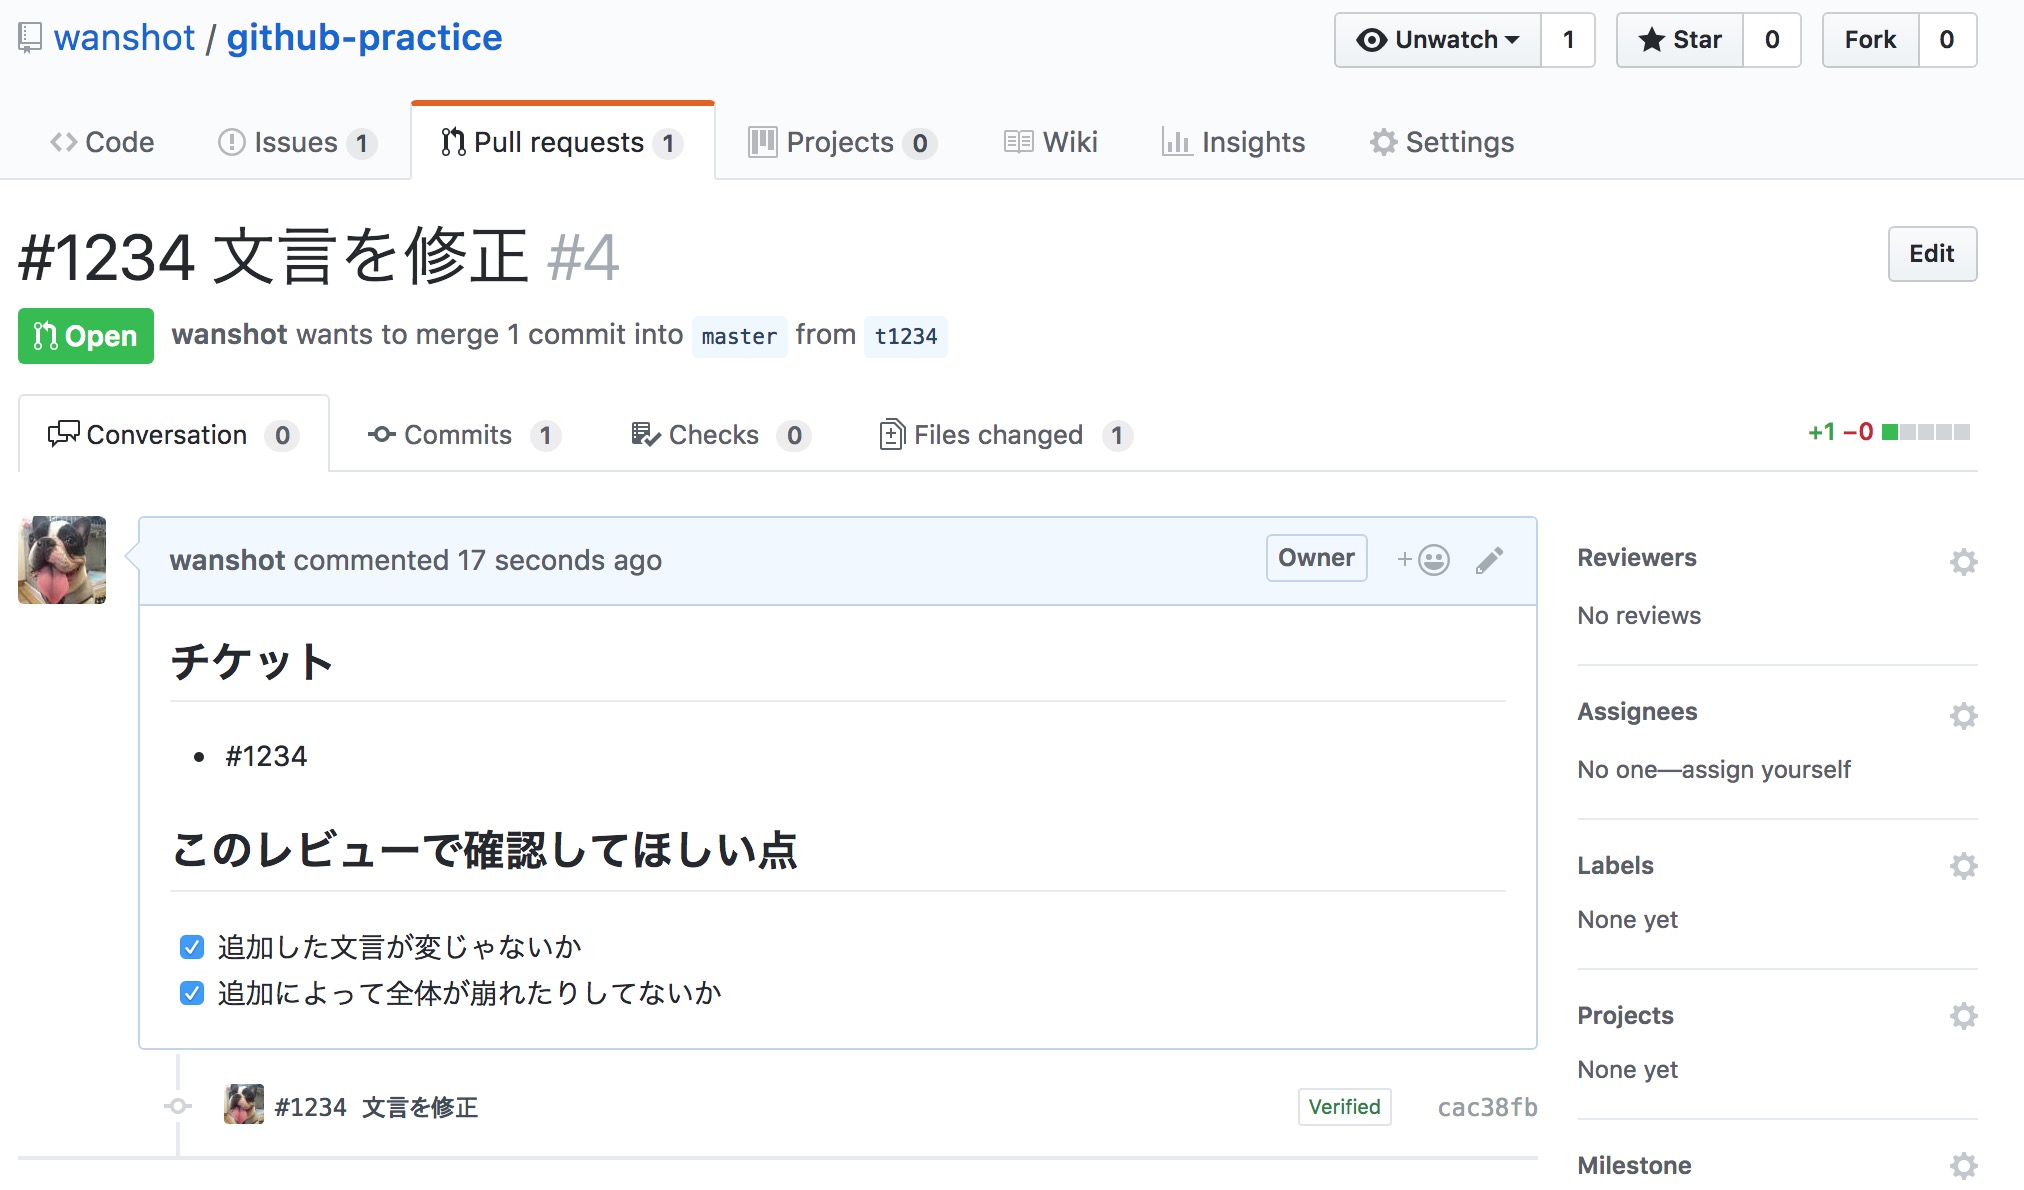 wanshot / github-practice
Unwatch 1 Star 0 Fork 0
Code Issues 1 Pull requests 1 Projects 0 Wiki Insights Settings
#1234 文言を修正 #4
Edit
Open wanshot wants to merge 1 commit into master from t1234
Conversation 0 Commits 1 Checks 0 Files changed 1 +1 −0
wanshot commented 17 seconds ago Owner
チケット
#1234
このレビューで確認してほしい点
追加した文言が変じゃないか
追加によって全体が崩れたりしてないか
#1234 文言を修正 Verified cac38fb
Reviewers
No reviews
Assignees
No one—assign yourself
Labels
None yet
Projects
None yet
Milestone